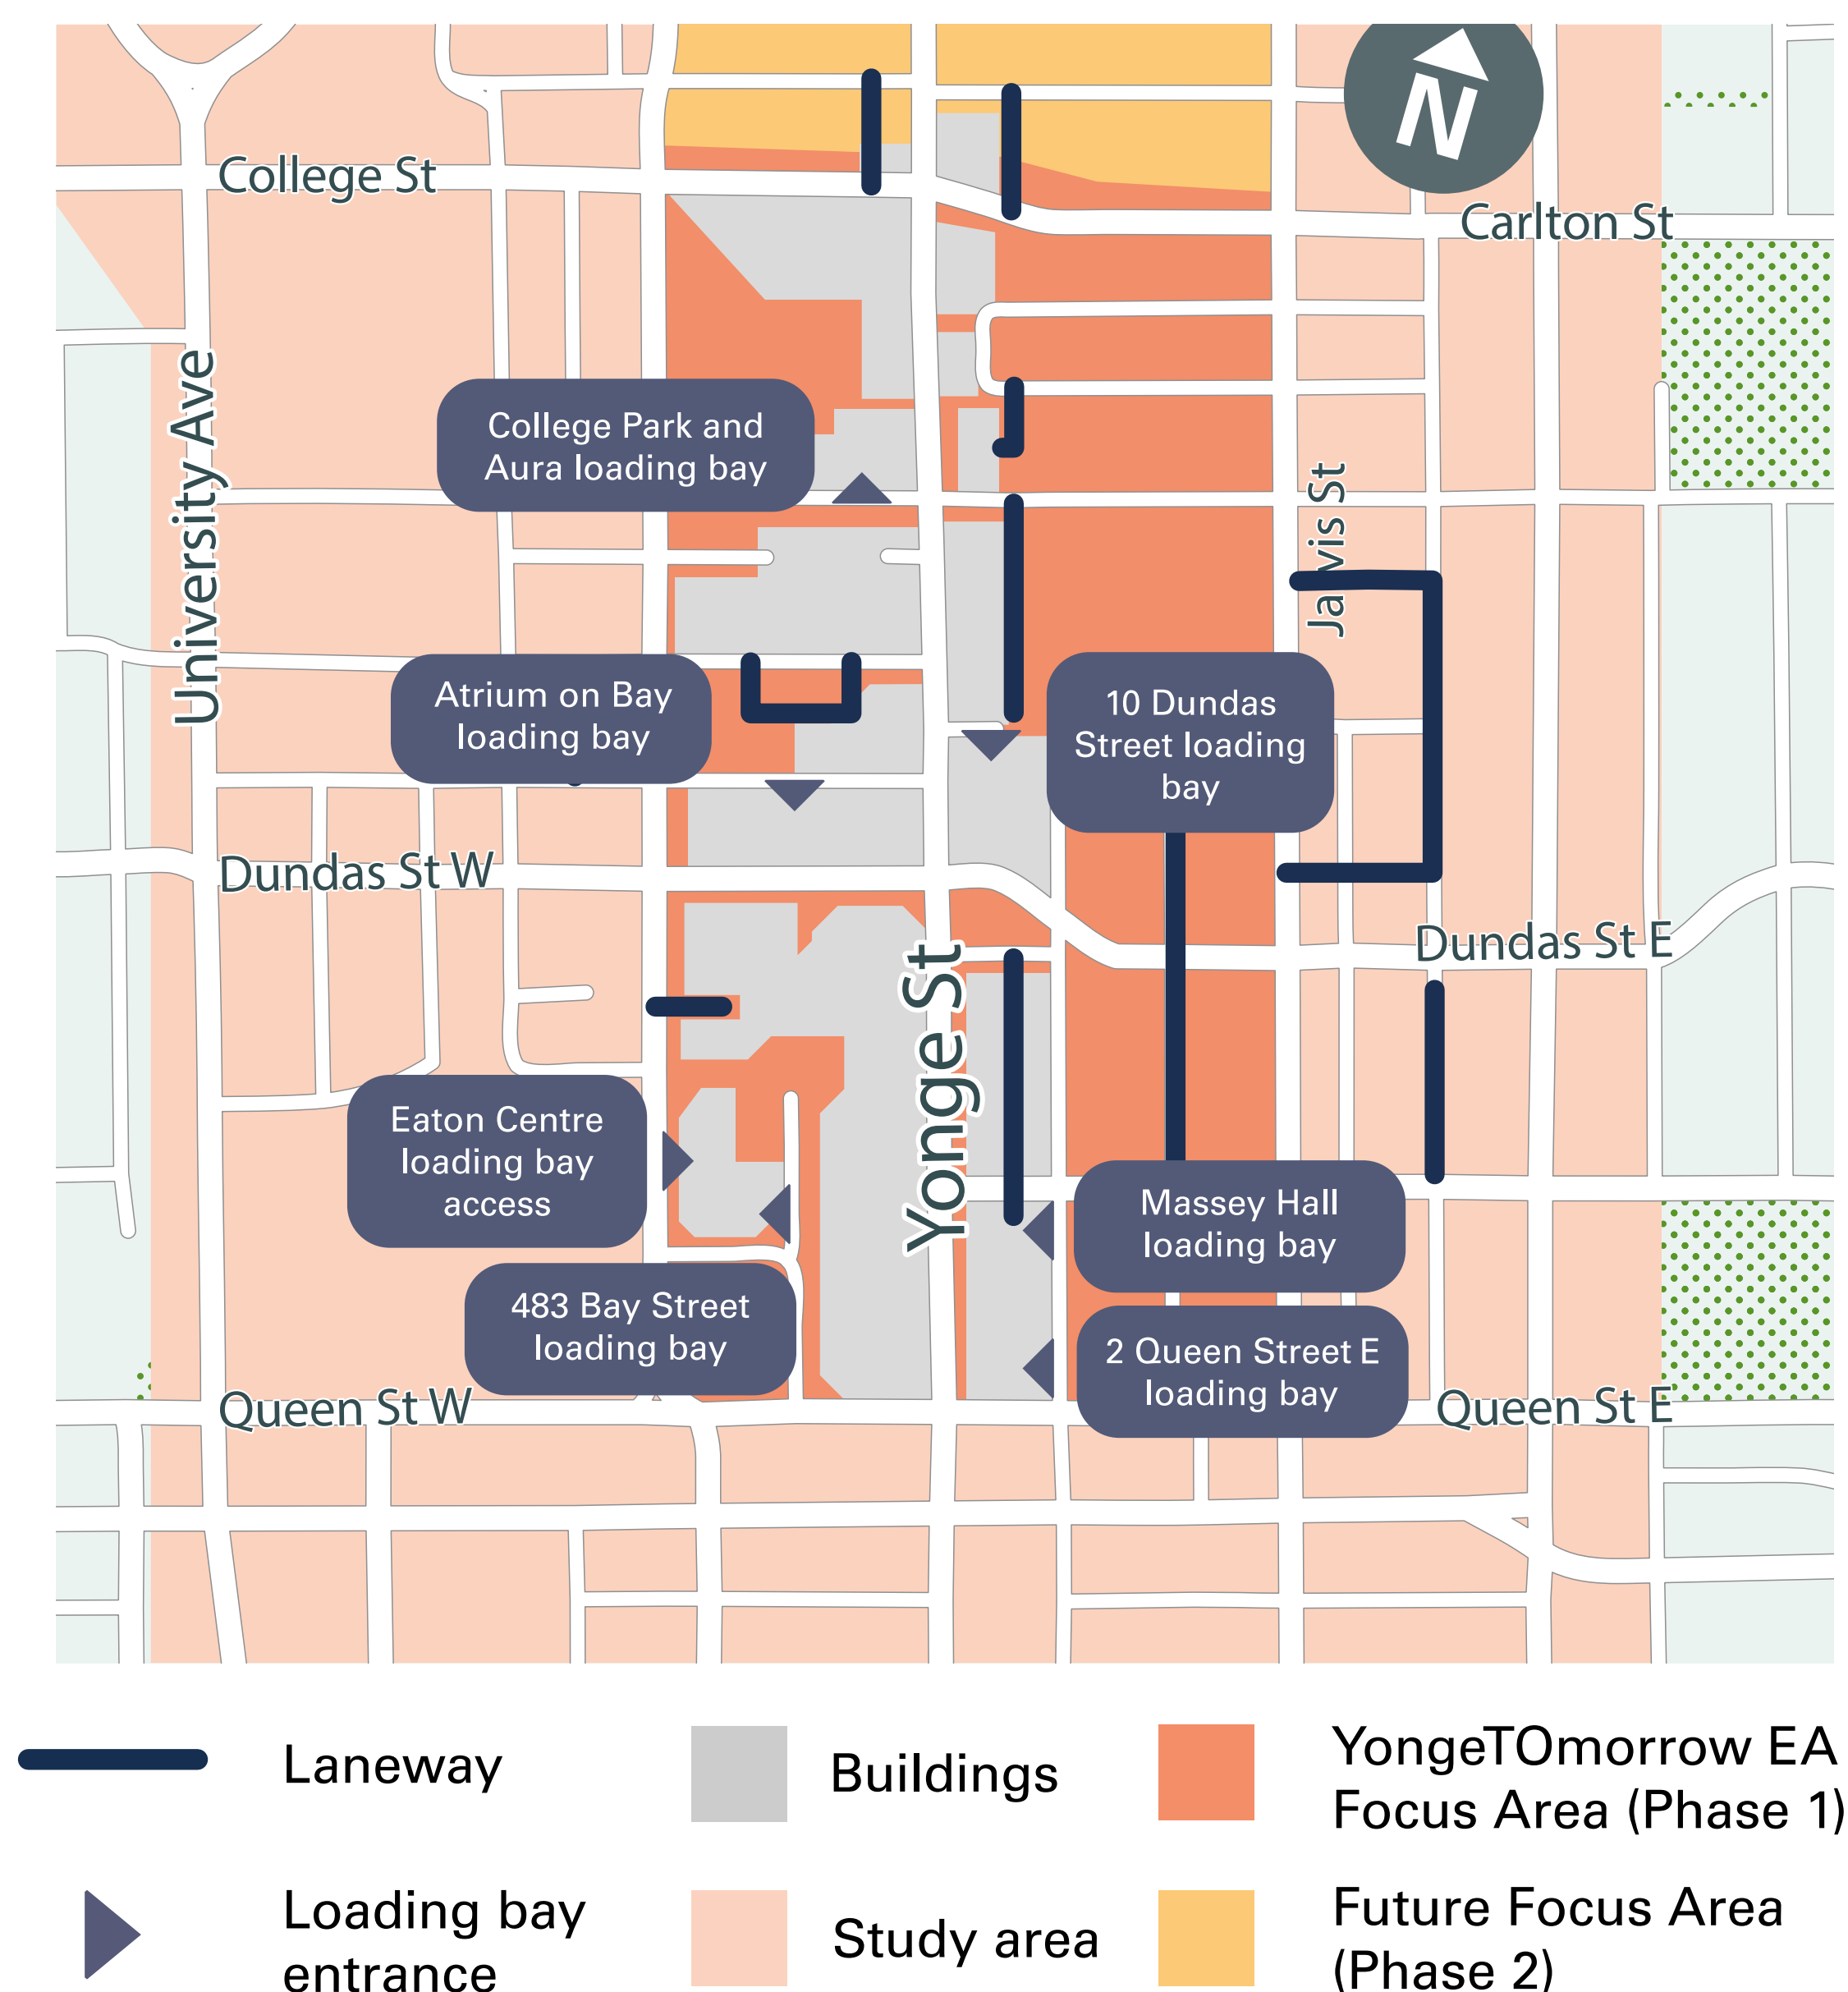 N
College St
Carlton St
University Ave
College Park and
Aura loading bay
Jarvis St
Atrium on Bay
loading bay
10 Dundas
Street loading
bay
Dundas St W
Dundas St E
Yonge St
Eaton Centre
loading bay
access
Massey Hall
loading bay
483 Bay Street
loading bay
2 Queen Street E
loading bay
Queen St W
Queen St E
Laneway
Buildings
YongeTOmorrow EA
Focus Area (Phase 1)
Loading bay
entrance
Study area
Future Focus Area
(Phase 2)